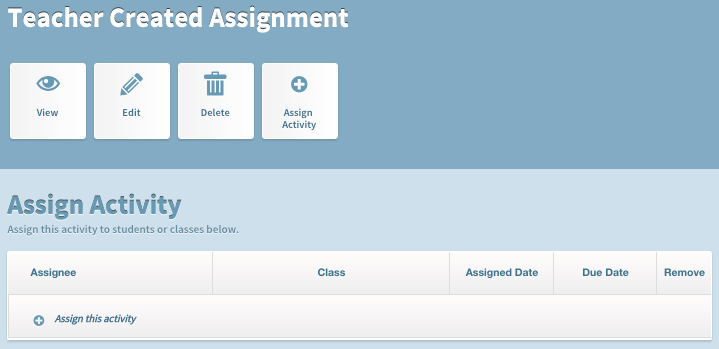 Teacher Created Assignment
View Edit Delete Assign
Activity
Assign Activity
Assign this activity to students or classes below.
Assignee Class Assigned Date Due Date Remove
Assign this activity